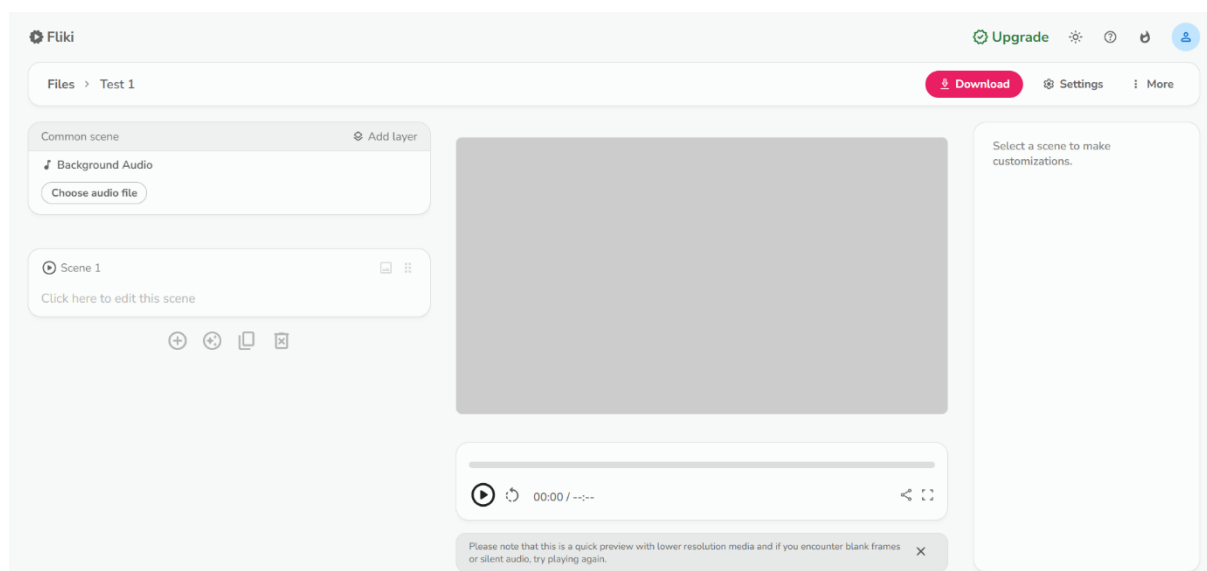 Fliki
Upgrade
Files > Test 1
Download
Settings
More
Common scene
Add layer
Background Audio
Choose audio file
Scene 1
Click here to edit this scene
00:00 / --:--
Please note that this is a quick preview with lower resolution media and if you encounter blank frames
or silent audio, try playing again.
Select a scene to make
customizations.